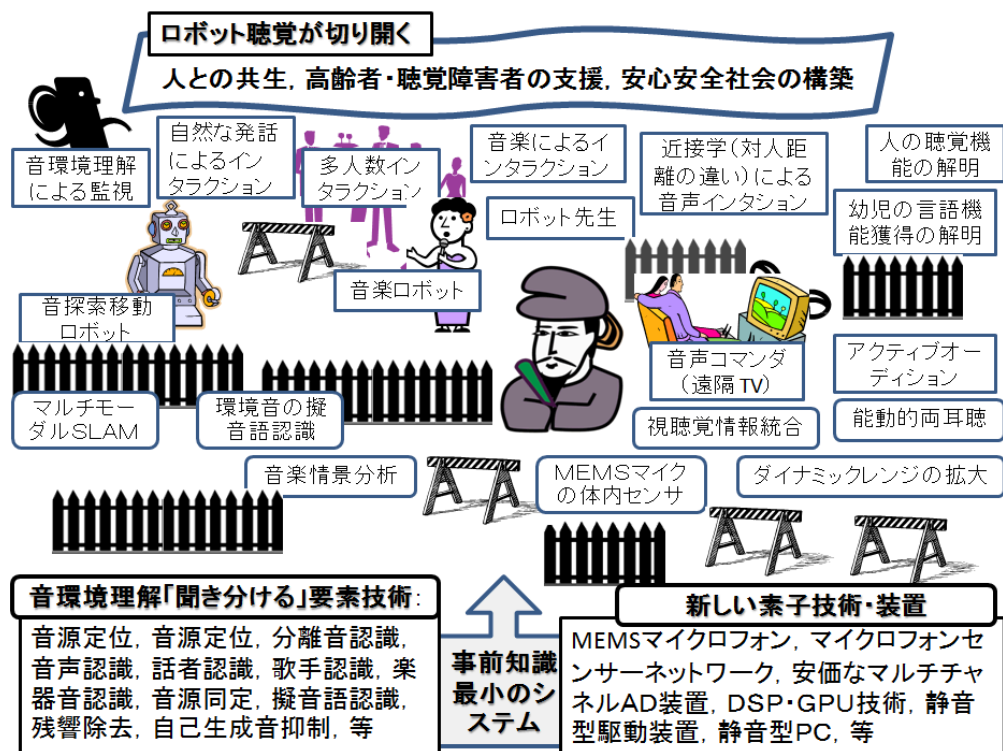 ロボット聴覚が切り開く
人との共生, 高齢者・聴覚障害者の支援, 安心安全社会の構築
音環境理解
による監視
自然な発話
によるイン
タラクション
多人数イン
タラクション
音楽によるイ
ンタラクション
近接学(対人距
離の違い)による
音声インタション
人の聴覚機
能の解明
ロボット先生
幼児の言語機
能獲得の解明
音楽ロボット
音探索移動
ロボット
音声コマンダ
(遠隔TV)
アクティブオー
ディション
マルチモー
ダルSLAM
環境音の擬
音語認識
視聴覚情報統合
能動的両耳聴
音楽情景分析
MEMSマイク
の体内センサ
ダイナミックレンジの拡大
音環境理解「聞き分ける」要素技術:
音源定位, 音源定位, 分離音認識,
音声認識, 話者認識, 歌手認識, 楽
器音認識, 音源同定, 擬音語認識,
残響除去, 自己生成音抑制, 等
事前知識
最小のシ
ステム
新しい素子技術・装置
MEMSマイクロフォン, マイクロフォンセ
ンサーネットワーク, 安価なマルチチャ
ネルAD装置, DSP・GPU技術, 静音
型駆動装置, 静音型PC, 等